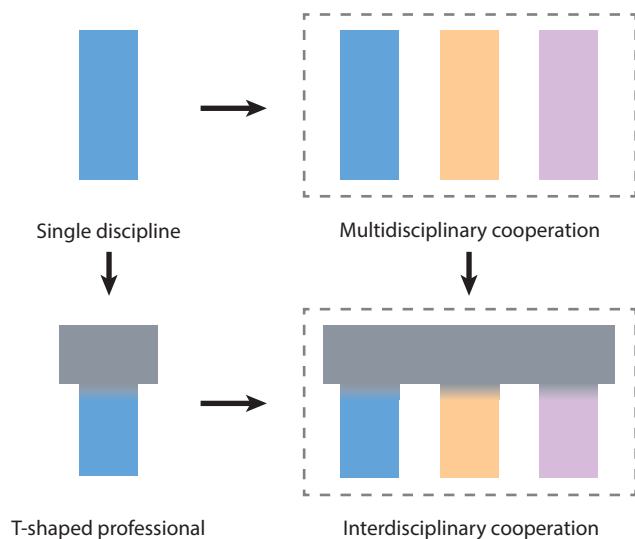 Single discipline
Multidisciplinary cooperation
T-shaped professional
Interdisciplinary cooperation